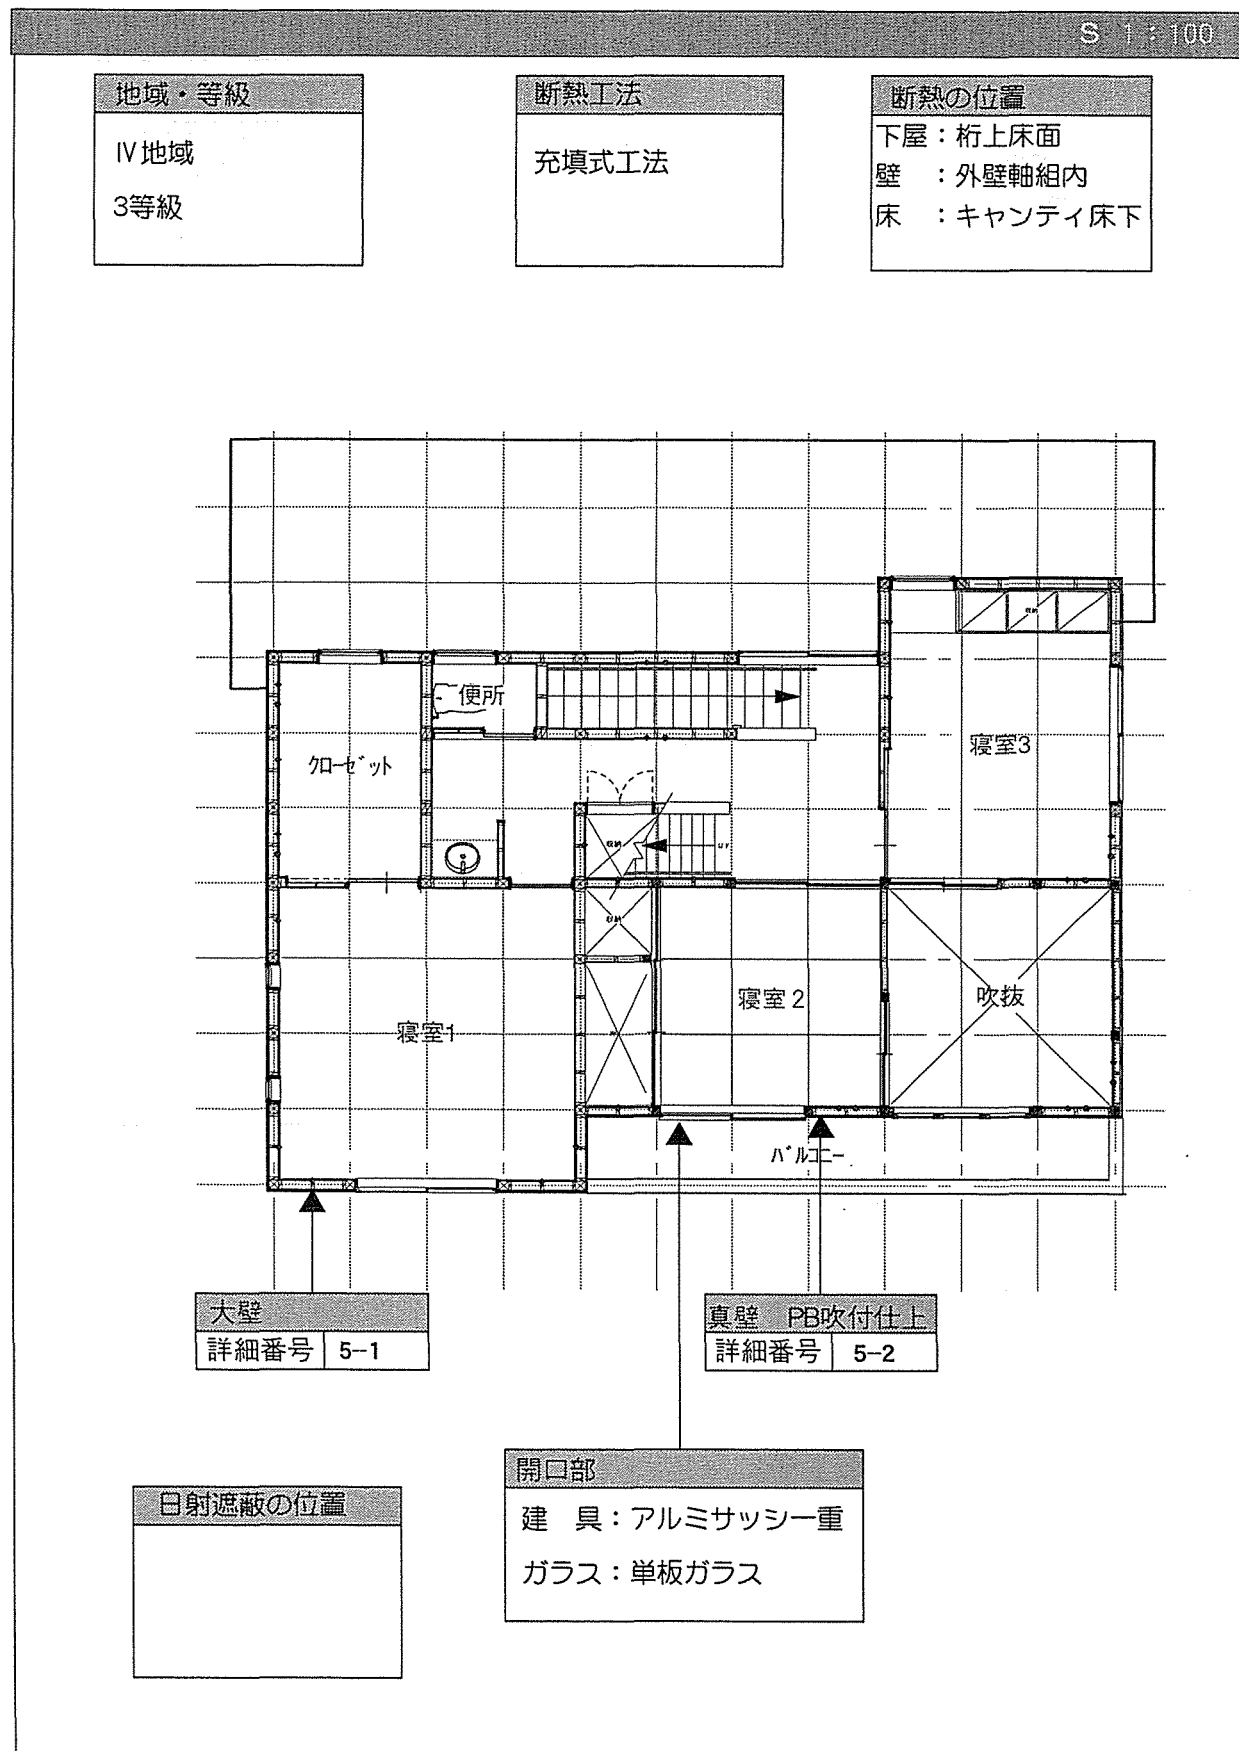 S 1:100
地域・等級
Ⅳ地域
3等級
断熱工法
充填式工法
断熱の位置
下屋：桁上床面
壁　：外壁軸組内
床　：キャンティ床下
収納
便所
寝室3
ｸﾛｰｾﾞｯﾄ
収納
収納
寝室2
吹抜
寝室1
ﾊﾞﾙｺﾆｰ
大壁
詳細番号 5-1
真壁　PB吹付仕上
詳細番号 5-2
開口部
建　具：アルミサッシ一重
ガラス：単板ガラス
日射遮蔽の位置